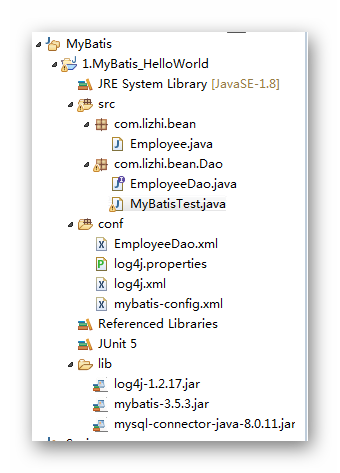 MyBatis
1.MyBatis_HelloWorld
JRE System Library [JavaSE-1.8]
src
com.lizhi.bean
Employee.java
com.lizhi.bean.Dao
EmployeeDao.java
MyBatisTest.java
conf
EmployeeDao.xml
log4j.properties
log4j.xml
mybatis-config.xml
Referenced Libraries
JUnit 5
lib
log4j-1.2.17.jar
mybatis-3.5.3.jar
mysql-connector-java-8.0.11.jar